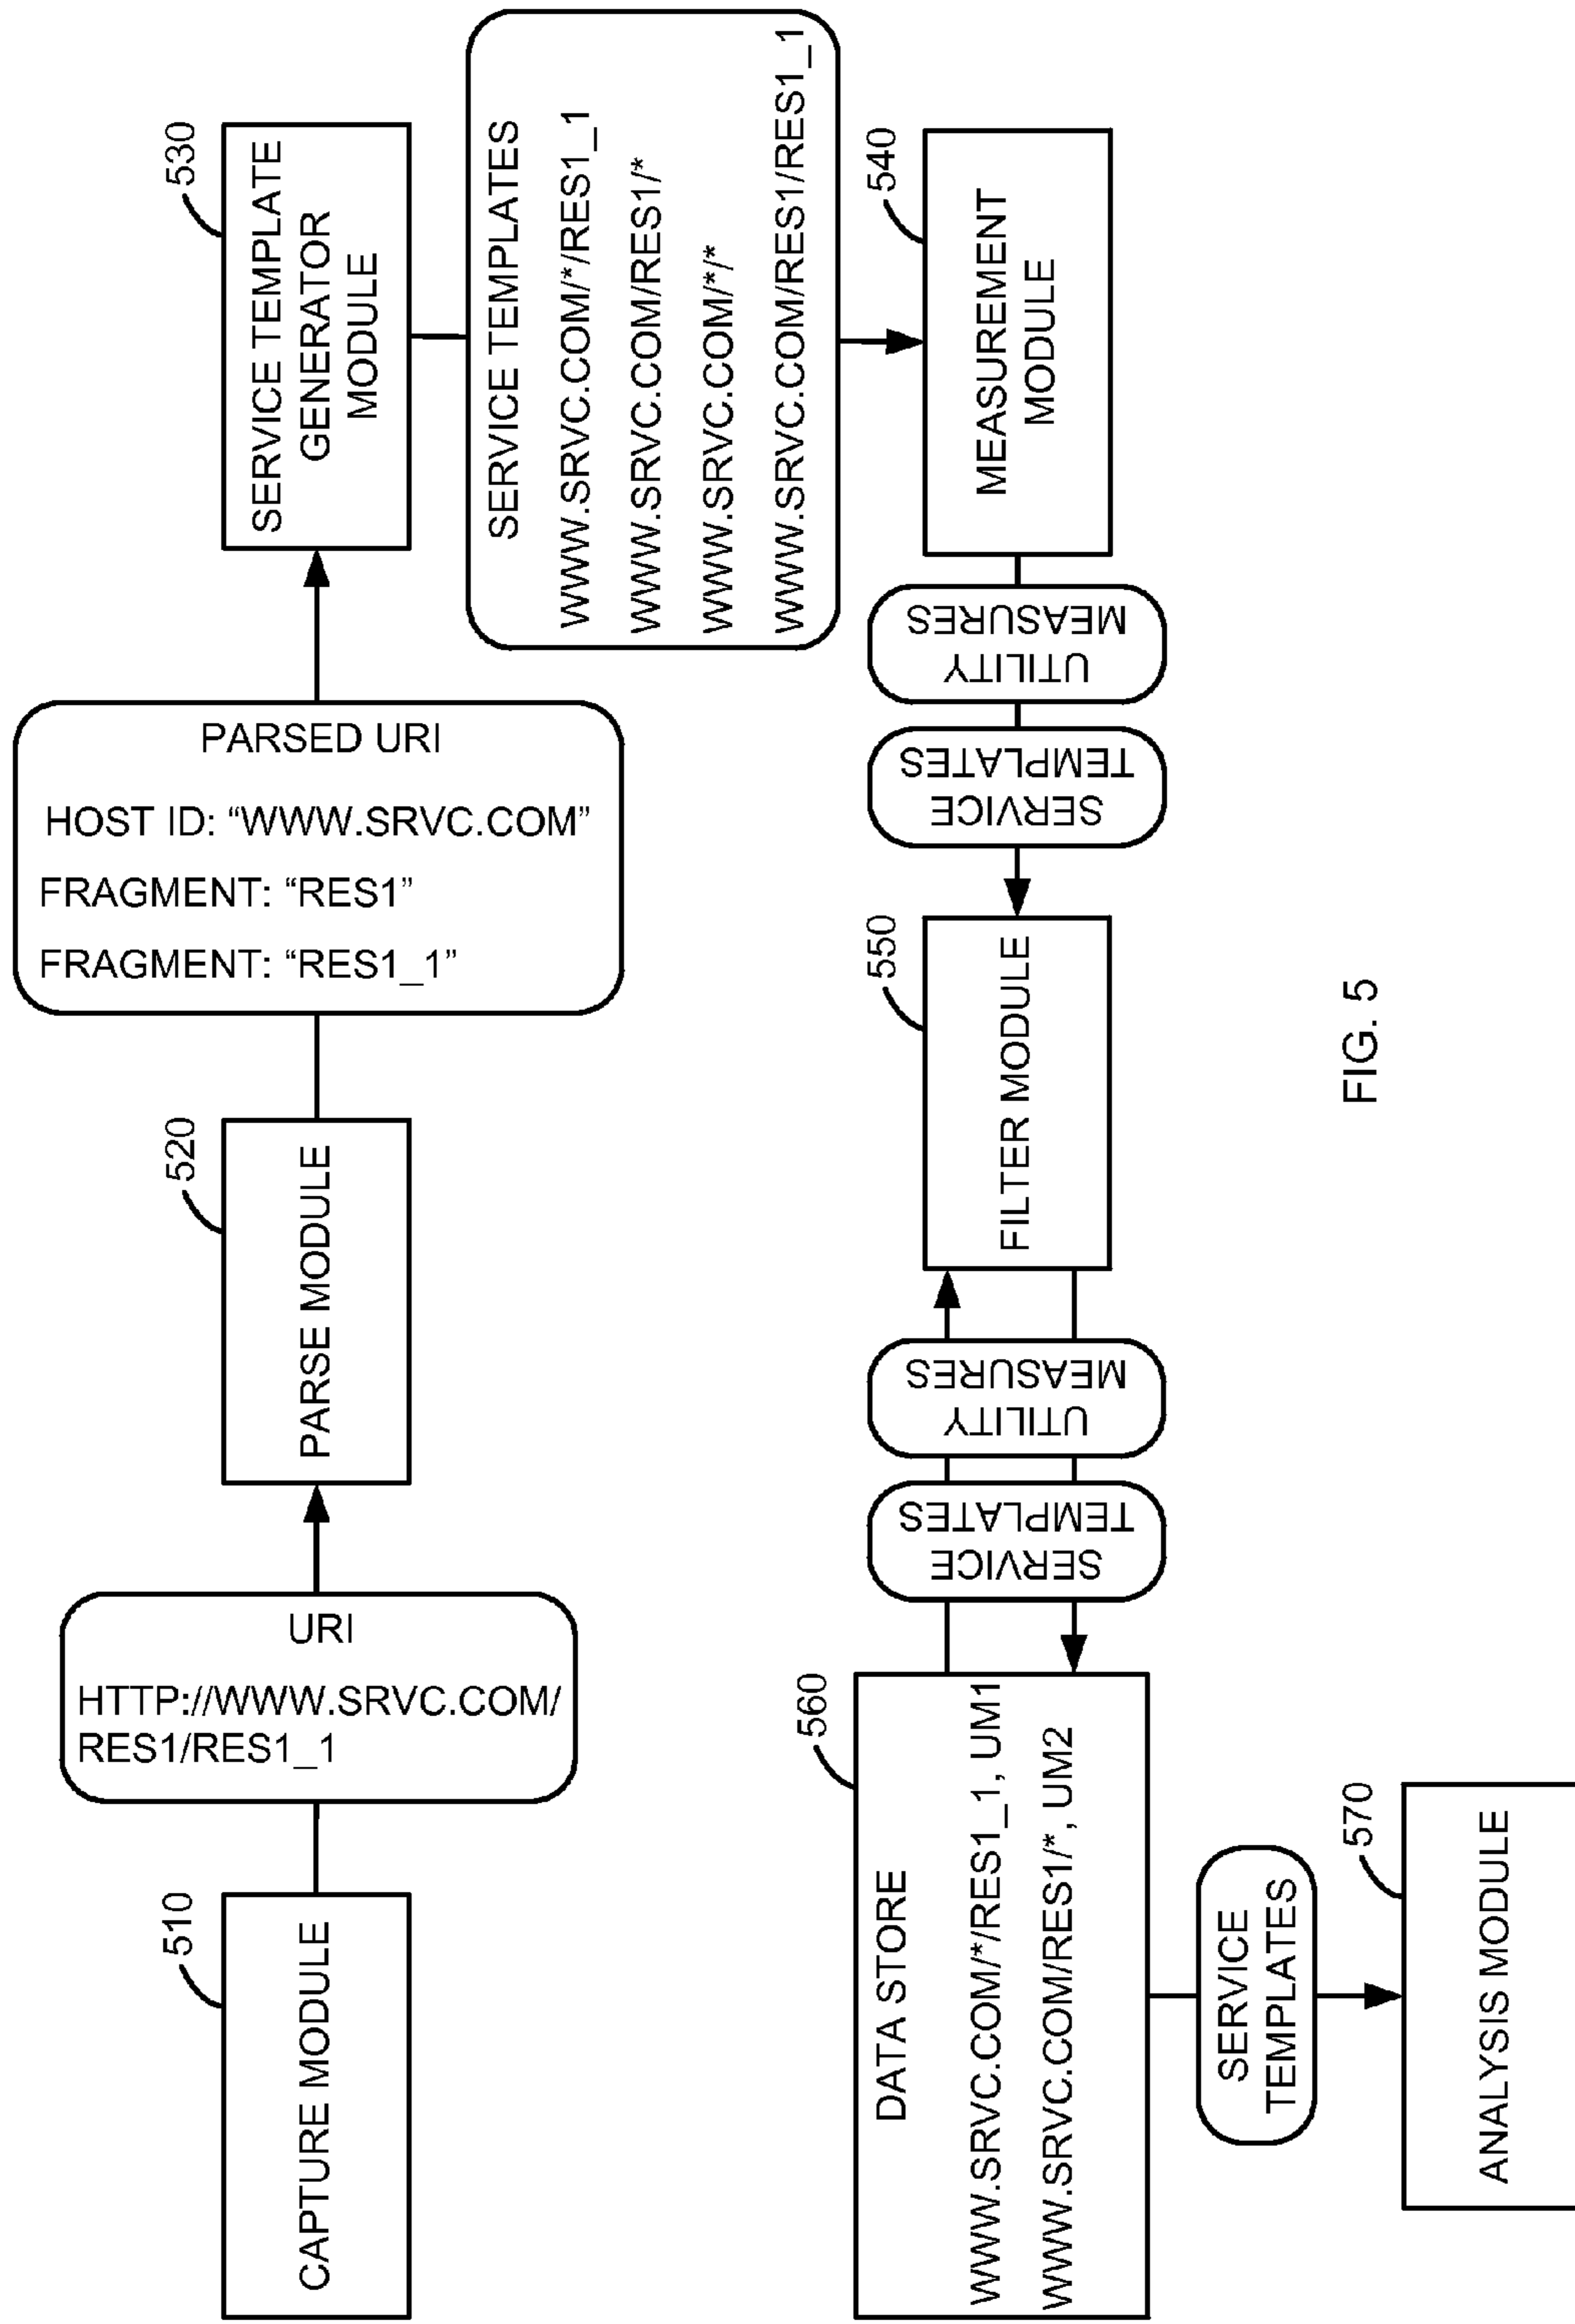 510
CAPTURE MODULE
URI
HTTP://WWW.SRVC.COM/
RES1/RES1_1
520
PARSE MODULE
PARSED URI
HOST ID: “WWW.SRVC.COM”
FRAGMENT: “RES1”
FRAGMENT: “RES1_1”
530
SERVICE TEMPLATE
GENERATOR
MODULE
SERVICE TEMPLATES
WWW.SRVC.COM/*/RES1_1
WWW.SRVC.COM/RES1/*
WWW.SRVC.COM/*/*
WWW.SRVC.COM/RES1/RES1_1
540
MEASUREMENT
MODULE
UTILITY
MEASURES
SERVICE
TEMPLATES
550
FILTER MODULE
UTILITY
MEASURES
SERVICE
TEMPLATES
560
DATA STORE
WWW.SRVC.COM/*/RES1_1, UM1
WWW.SRVC.COM/RES1/*, UM2
SERVICE
TEMPLATES
570
ANALYSIS MODULE
FIG. 5